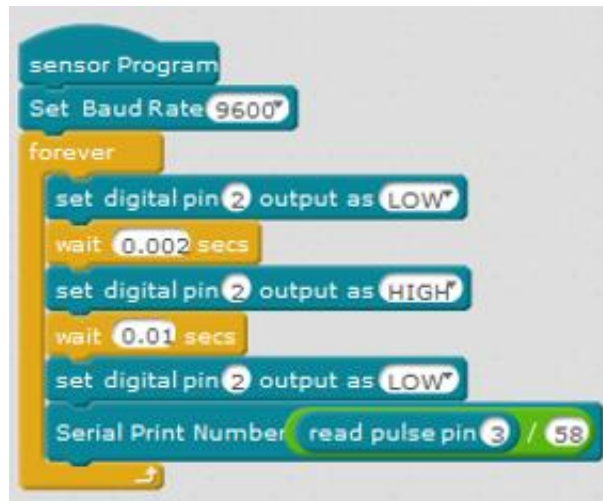 sensor Program
Set Baud Rate 9600
forever
set digital pin 2 output as LOW
wait 0.002 secs
set digital pin 2 output as HIGH
wait 0.01 secs
set digital pin 2 output as LOW
Serial Print Number read pulse pin 3 / 58